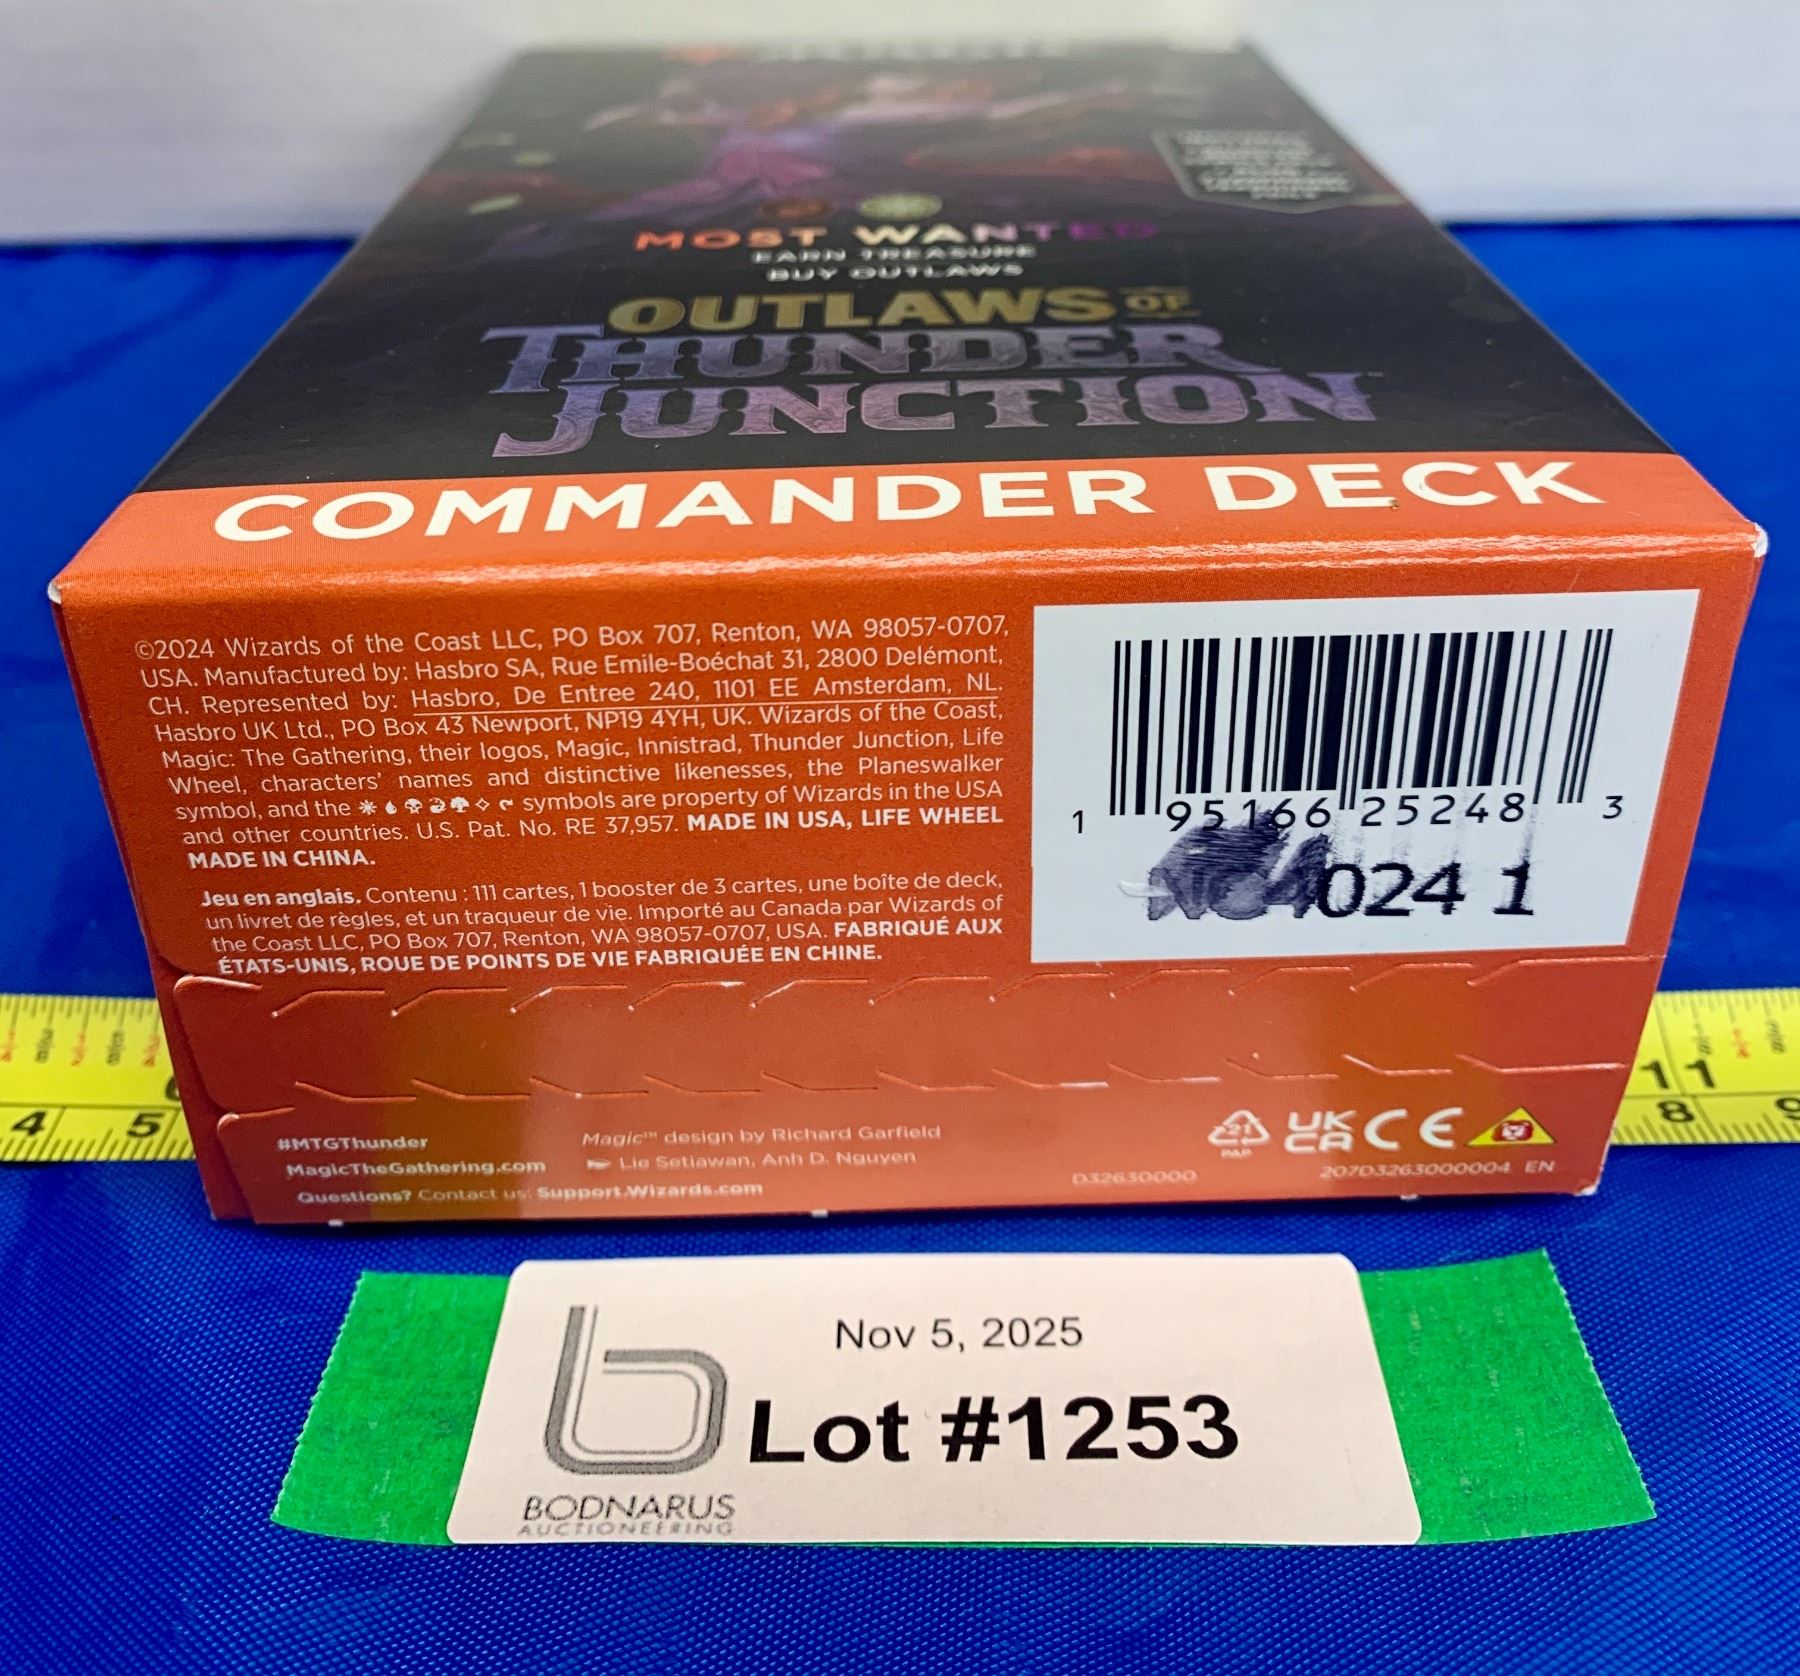 MOST WANTED
EARN TREASURE
BUY OUTLAWS
OUTLAWS OF
THUNDER
JUNCTION
COMMANDER DECK
©2024 Wizards of the Coast LLC, PO Box 707, Renton, WA 98057-0707,
USA. Manufactured by: Hasbro SA, Rue Emile-Boéchat 31, 2800 Delémont,
CH. Represented by: Hasbro, De Entree 240, 1101 EE Amsterdam, NL.
Hasbro UK Ltd., PO Box 43 Newport, NP19 4YH, UK. Wizards of the Coast,
Magic: The Gathering, their logos, Magic, Innistrad, Thunder Junction, Life
Wheel, characters' names and distinctive likenesses, the Planeswalker
symbol, and the symbols are property of Wizards in the USA
and other countries. U.S. Pat. No. RE 37,957. MADE IN USA, LIFE WHEEL
MADE IN CHINA.
Jeu en anglais. Contenu : 111 cartes, 1 booster de 3 cartes, une boîte de deck,
un livret de règles, et un traqueur de vie. Importé au Canada par Wizards of
the Coast LLC, PO Box 707, Renton, WA 98057-0707, USA. FABRIQUÉ AUX
ÉTATS-UNIS, ROUE DE POINTS DE VIE FABRIQUÉE EN CHINE.
1 95166 25248 3
024 1
#MTGThunder
MagicTheGathering.com
Questions? Contact us: Support.Wizards.com
Magic™ design by Richard Garfield
Lie Setiawan, Anh D. Nguyen
D32630000
21
PAP
UK
CA
CE
207D3263000004 EN
4 5
11
8 9
Nov 5, 2025
Lot #1253
BODNARUS
AUCTIONEERING